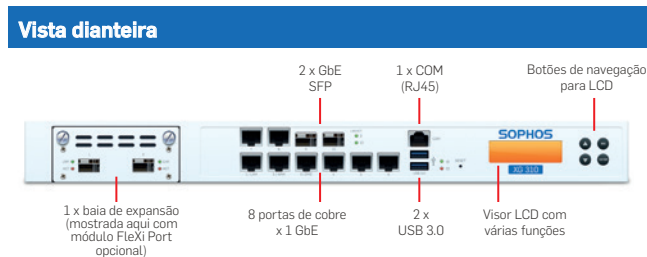 Vista dianteira
2 x GbE
SFP
1 x COM
(RJ45)
Botões de navegação
para LCD
SOPHOS
XG 310
1 x baia de expansão
(mostrada aqui com
módulo FleXi Port
opcional)
8 portas de cobre
x 1 GbE
2 x
USB 3.0
Visor LCD com
várias funções